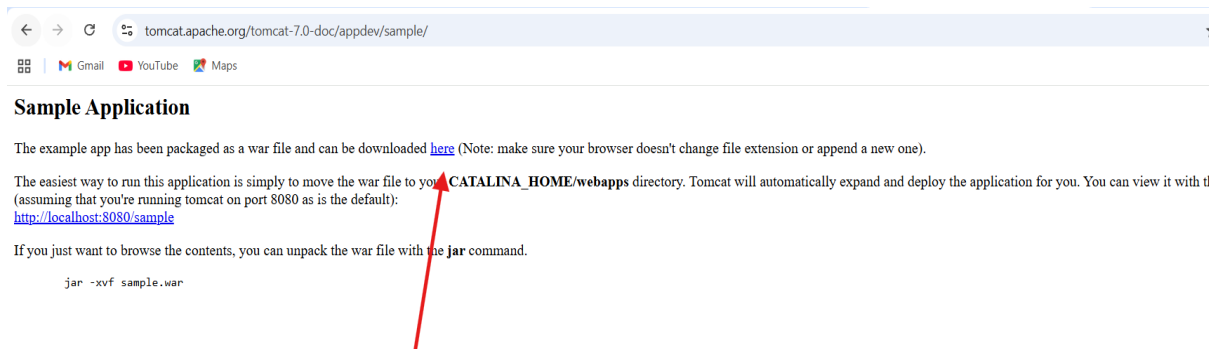 tomcat.apache.org/tomcat-7.0-doc/appdev/sample/
Gmail YouTube Maps
Sample Application
The example app has been packaged as a war file and can be downloaded here (Note: make sure your browser doesn't change file extension or append a new one).
The easiest way to run this application is simply to move the war file to your CATALINA_HOME/webapps directory. Tomcat will automatically expand and deploy the application for you. You can view it with
(assuming that you're running tomcat on port 8080 as is the default):
http://localhost:8080/sample
If you just want to browse the contents, you can unpack the war file with the jar command.
jar -xvf sample.war